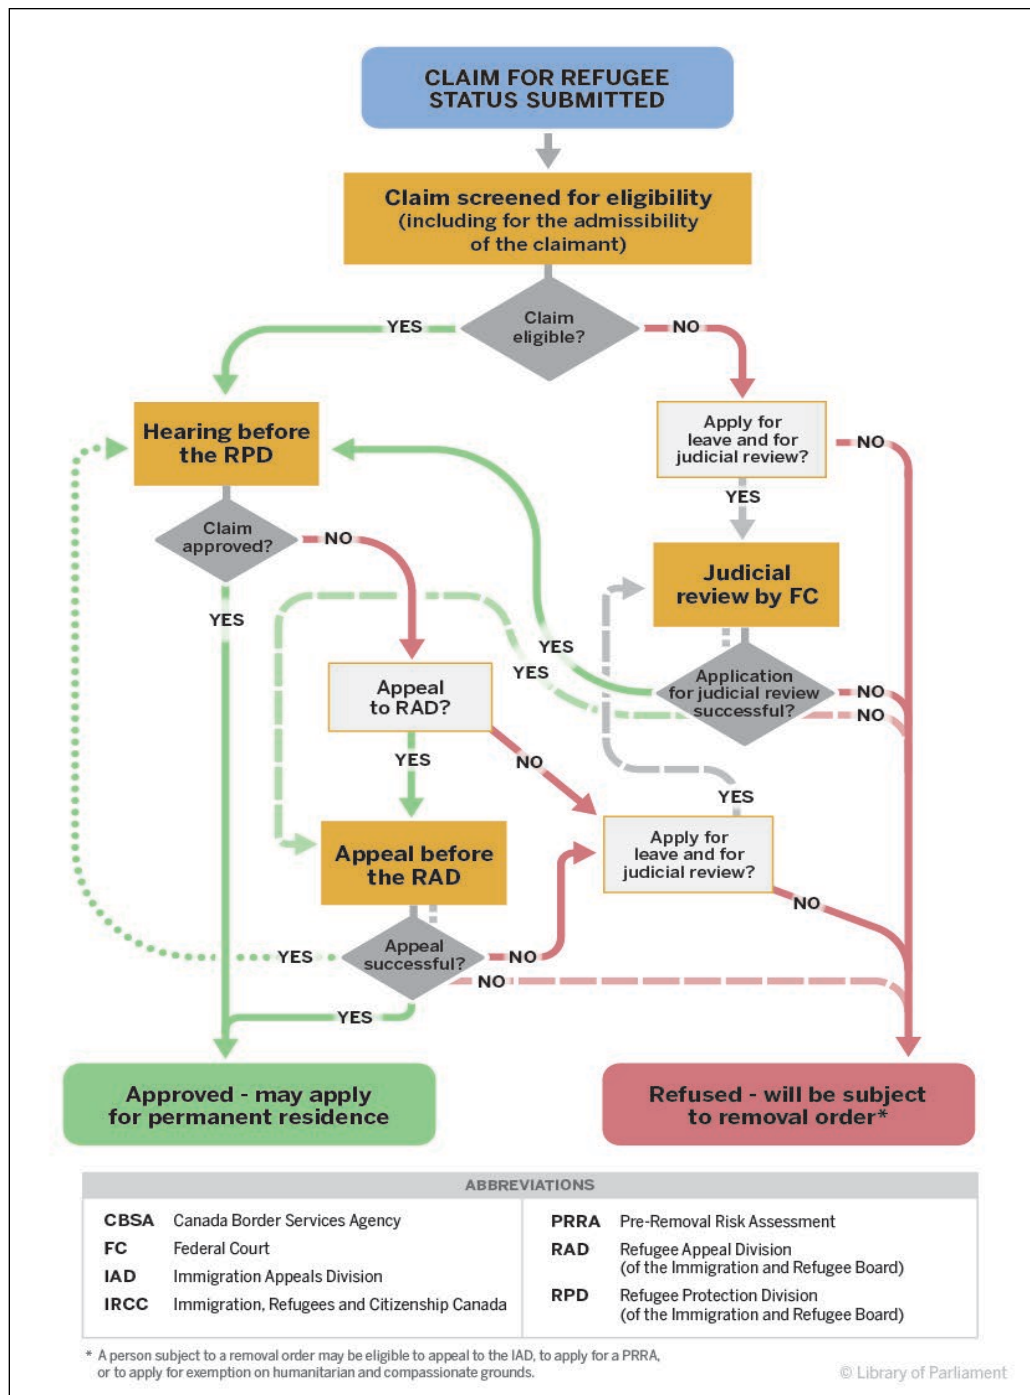 CLAIM FOR REFUGEE
STATUS SUBMITTED
Claim screened for eligibility
(including for the admissibility
of the claimant)
Claim
eligible?
YES
NO
Hearing before
the RPD
Apply for
leave and for
judicial review?
NO
YES
Claim
approved?
NO
YES
Judicial
review by FC
YES
YES
Application
for judicial review
successful?
NO
NO
Appeal
to RAD?
YES
NO
YES
Appeal before
the RAD
Apply for
leave and for
judicial review?
NO
Appeal
successful?
YES
NO
NO
YES
Approved - may apply
for permanent residence
Refused - will be subject
to removal order*
ABBREVIATIONS
CBSA Canada Border Services Agency
FC Federal Court
IAD Immigration Appeals Division
IRCC Immigration, Refugees and Citizenship Canada
PRRA Pre-Removal Risk Assessment
RAD Refugee Appeal Division
(of the Immigration and Refugee Board)
RPD Refugee Protection Division
(of the Immigration and Refugee Board)
* A person subject to a removal order may be eligible to appeal to the IAD, to apply for a PRRA,
or to apply for exemption on humanitarian and compassionate grounds.
© Library of Parliament